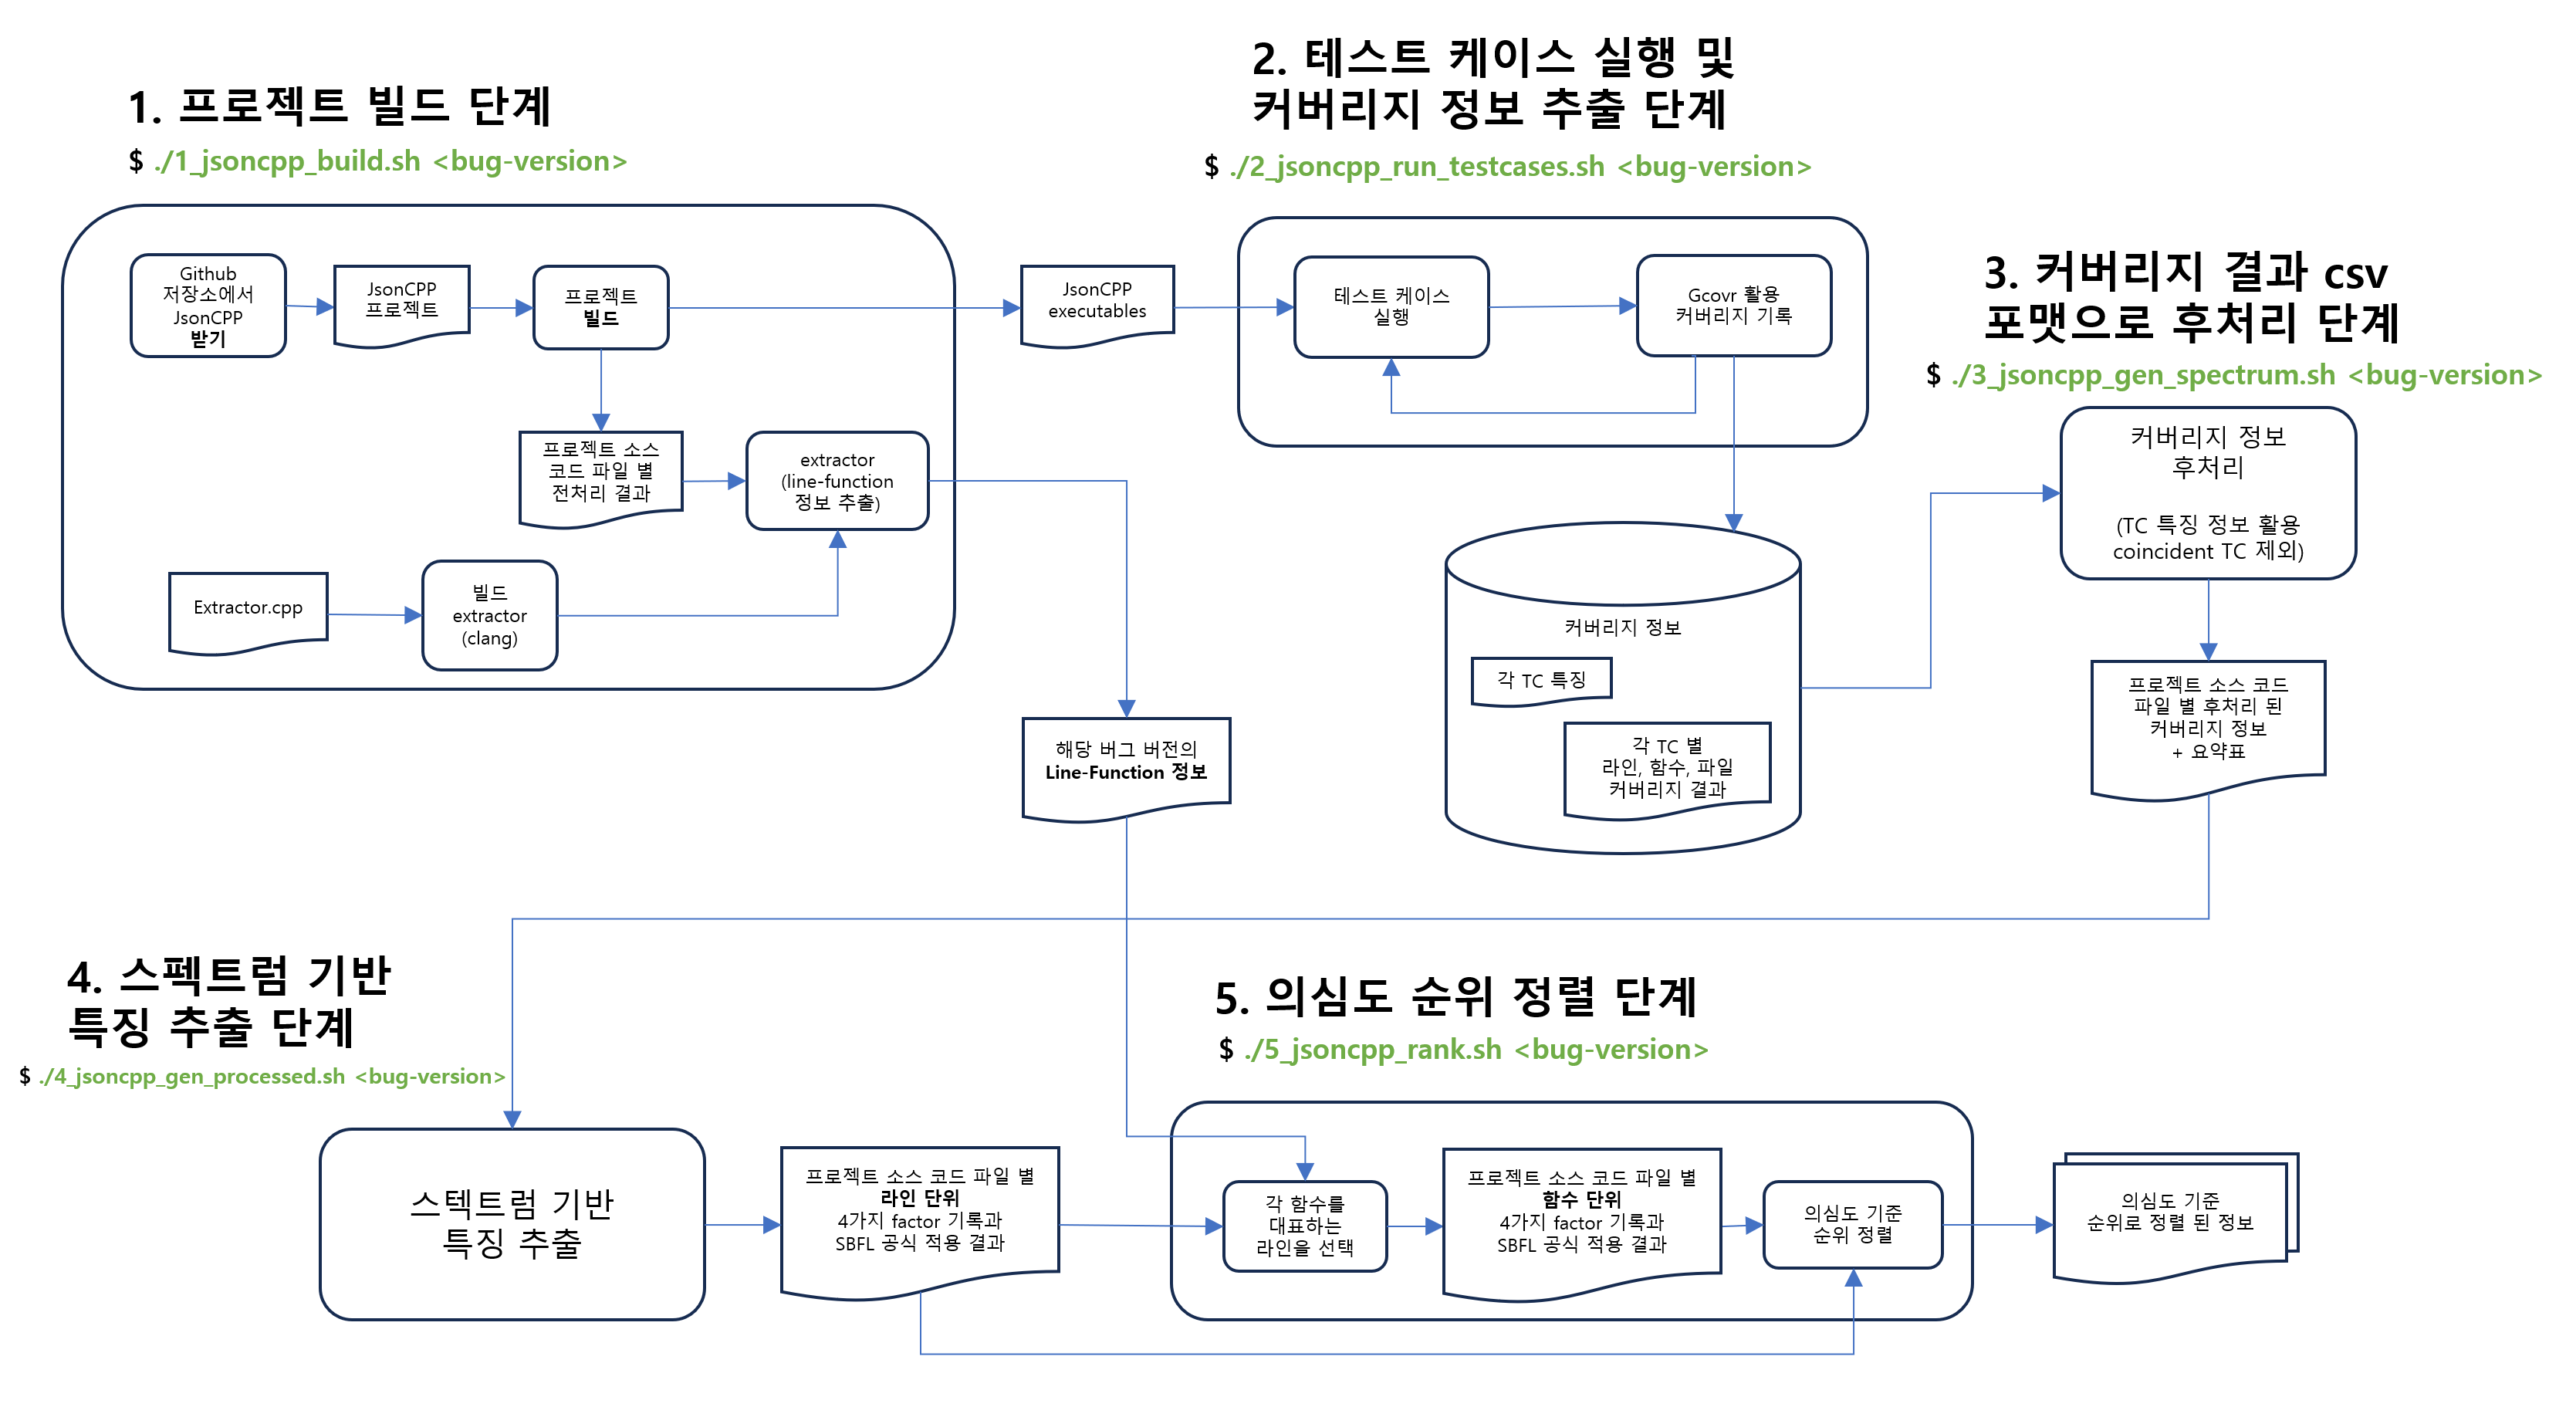 1. 프로젝트 빌드 단계
$ ./1_jsoncpp_build.sh <bug-version>
Github
저장소에서
JsonCPP
받기
JsonCPP
프로젝트
프로젝트
빌드
프로젝트 소스
코드 파일 별
전처리 결과
extractor
(line-function
정보 추출)
Extractor.cpp
빌드
extractor
(clang)
JsonCPP
executables
2. 테스트 케이스 실행 및
커버리지 정보 추출 단계
$ ./2_jsoncpp_run_testcases.sh <bug-version>
테스트 케이스
실행
Gcovr 활용
커버리지 기록
커버리지 정보
각 TC 특징
각 TC 별
라인, 함수, 파일
커버리지 결과
3. 커버리지 결과 csv
포맷으로 후처리 단계
$ ./3_jsoncpp_gen_spectrum.sh <bug-version>
커버리지 정보
후처리
(TC 특징 정보 활용
coincident TC 제외)
프로젝트 소스 코드
파일 별 후처리 된
커버리지 정보
+ 요약표
해당 버그 버전의
Line-Function 정보
4. 스펙트럼 기반
특징 추출 단계
$ ./4_jsoncpp_gen_processed.sh <bug-version>
스텍트럼 기반
특징 추출
프로젝트 소스 코드 파일 별
라인 단위
4가지 factor 기록과
SBFL 공식 적용 결과
5. 의심도 순위 정렬 단계
$ ./5_jsoncpp_rank.sh <bug-version>
각 함수를
대표하는
라인을 선택
프로젝트 소스 코드 파일 별
함수 단위
4가지 factor 기록과
SBFL 공식 적용 결과
의심도 기준
순위 정렬
의심도 기준
순위로 정렬 된 정보